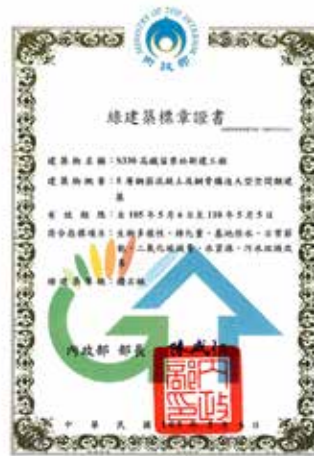 MINISTRY OF THE INTERIOR
內政部
綠建築標章證書
建築物名稱：S330高鐵苗栗站新建工程
建築物概要：5層鋼筋混凝土及鋼骨構造大型空間類建
築
有效期限：自105年5月6日至110年5月5日
符合指標項目：生物多樣性、綠化量、基地保水、日常節
能、二氧化碳減量、水資源、污水垃圾改
善
綠建築等級：鑽石級
內政部 部長
中華民國